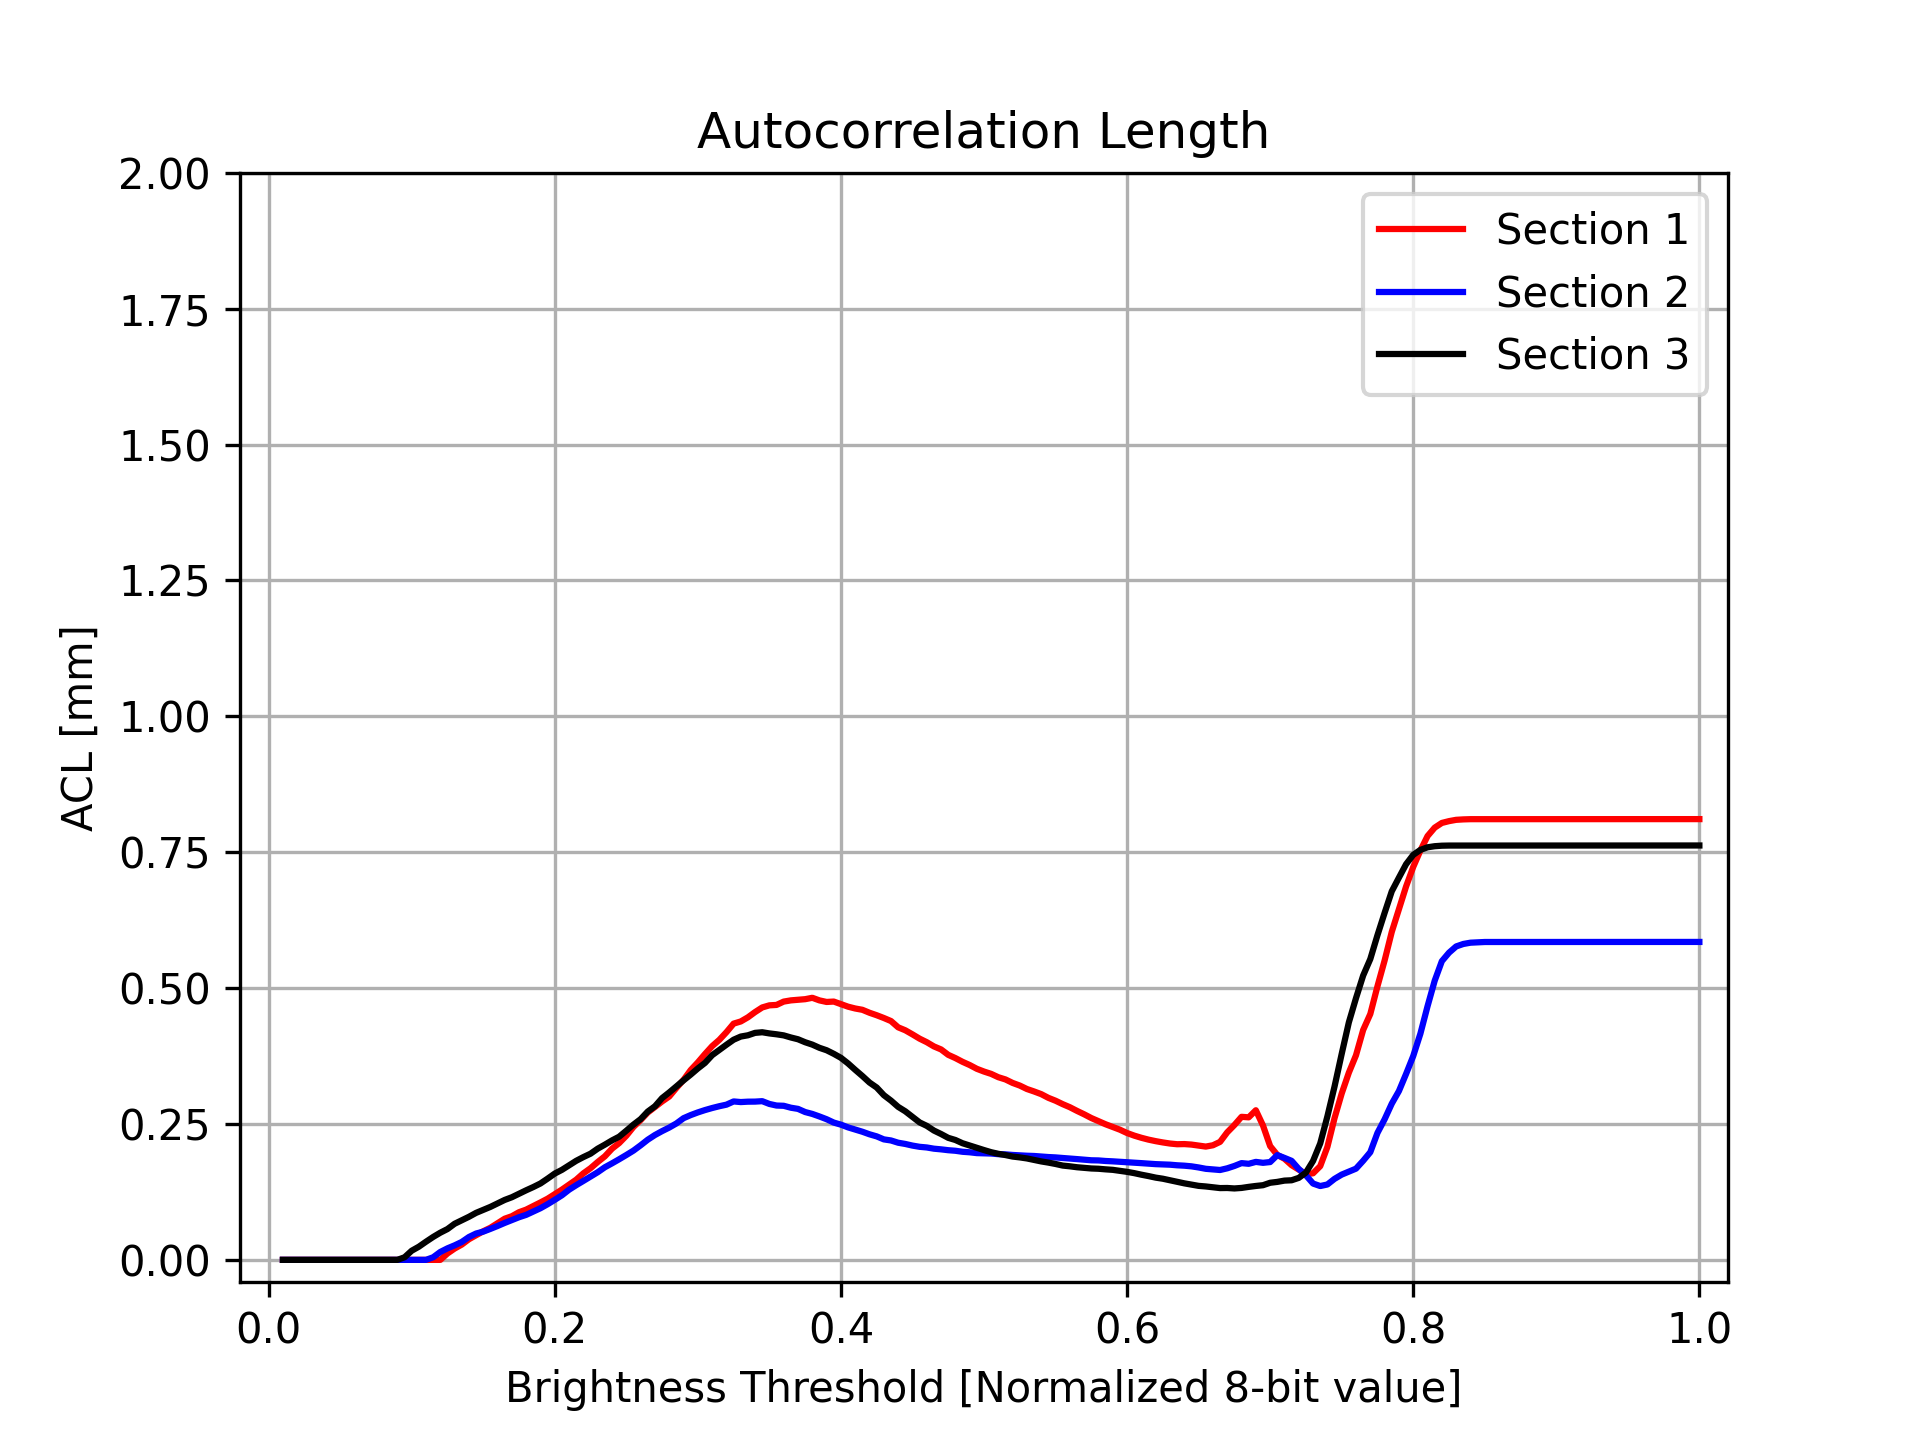 Autocorrelation Length
2.00
1.75
1.50
1.25
1.00
0.75
0.50
0.25
0.00
ACL [mm]
Section 1
Section 2
Section 3
0.0 0.2 0.4 0.6 0.8 1.0
Brightness Threshold [Normalized 8-bit value]